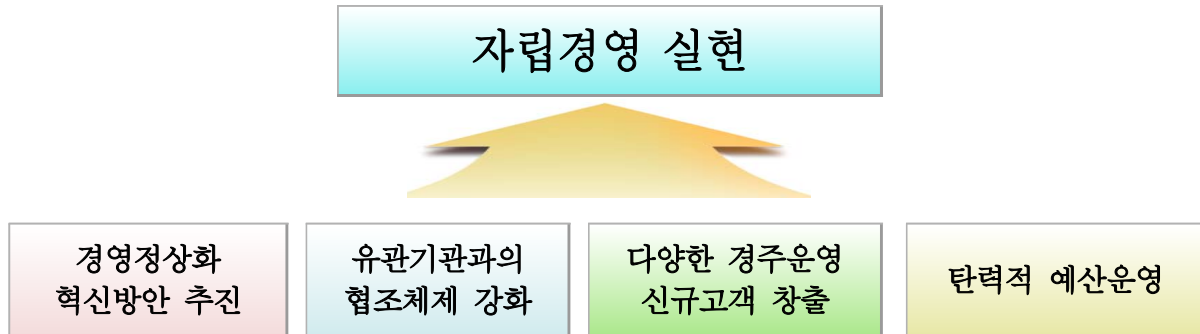 자립경영 실현
경영정상화
혁신방안 추진
유관기관과의
협조체제 강화
다양한 경주운영
신규고객 창출
탄력적 예산운영